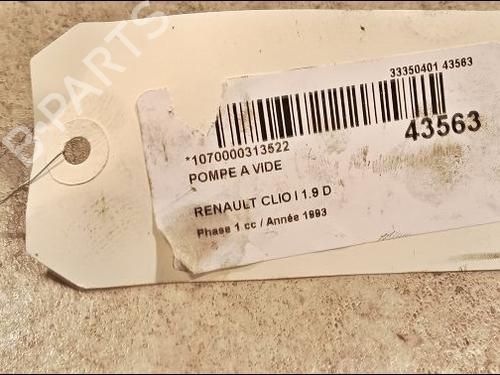 33350401 43563
43563
*1070000313522
POMPE A VIDE
RENAULT CLIO I 1.9 D
Phase 1 cc / Année 1993
B-PARTS